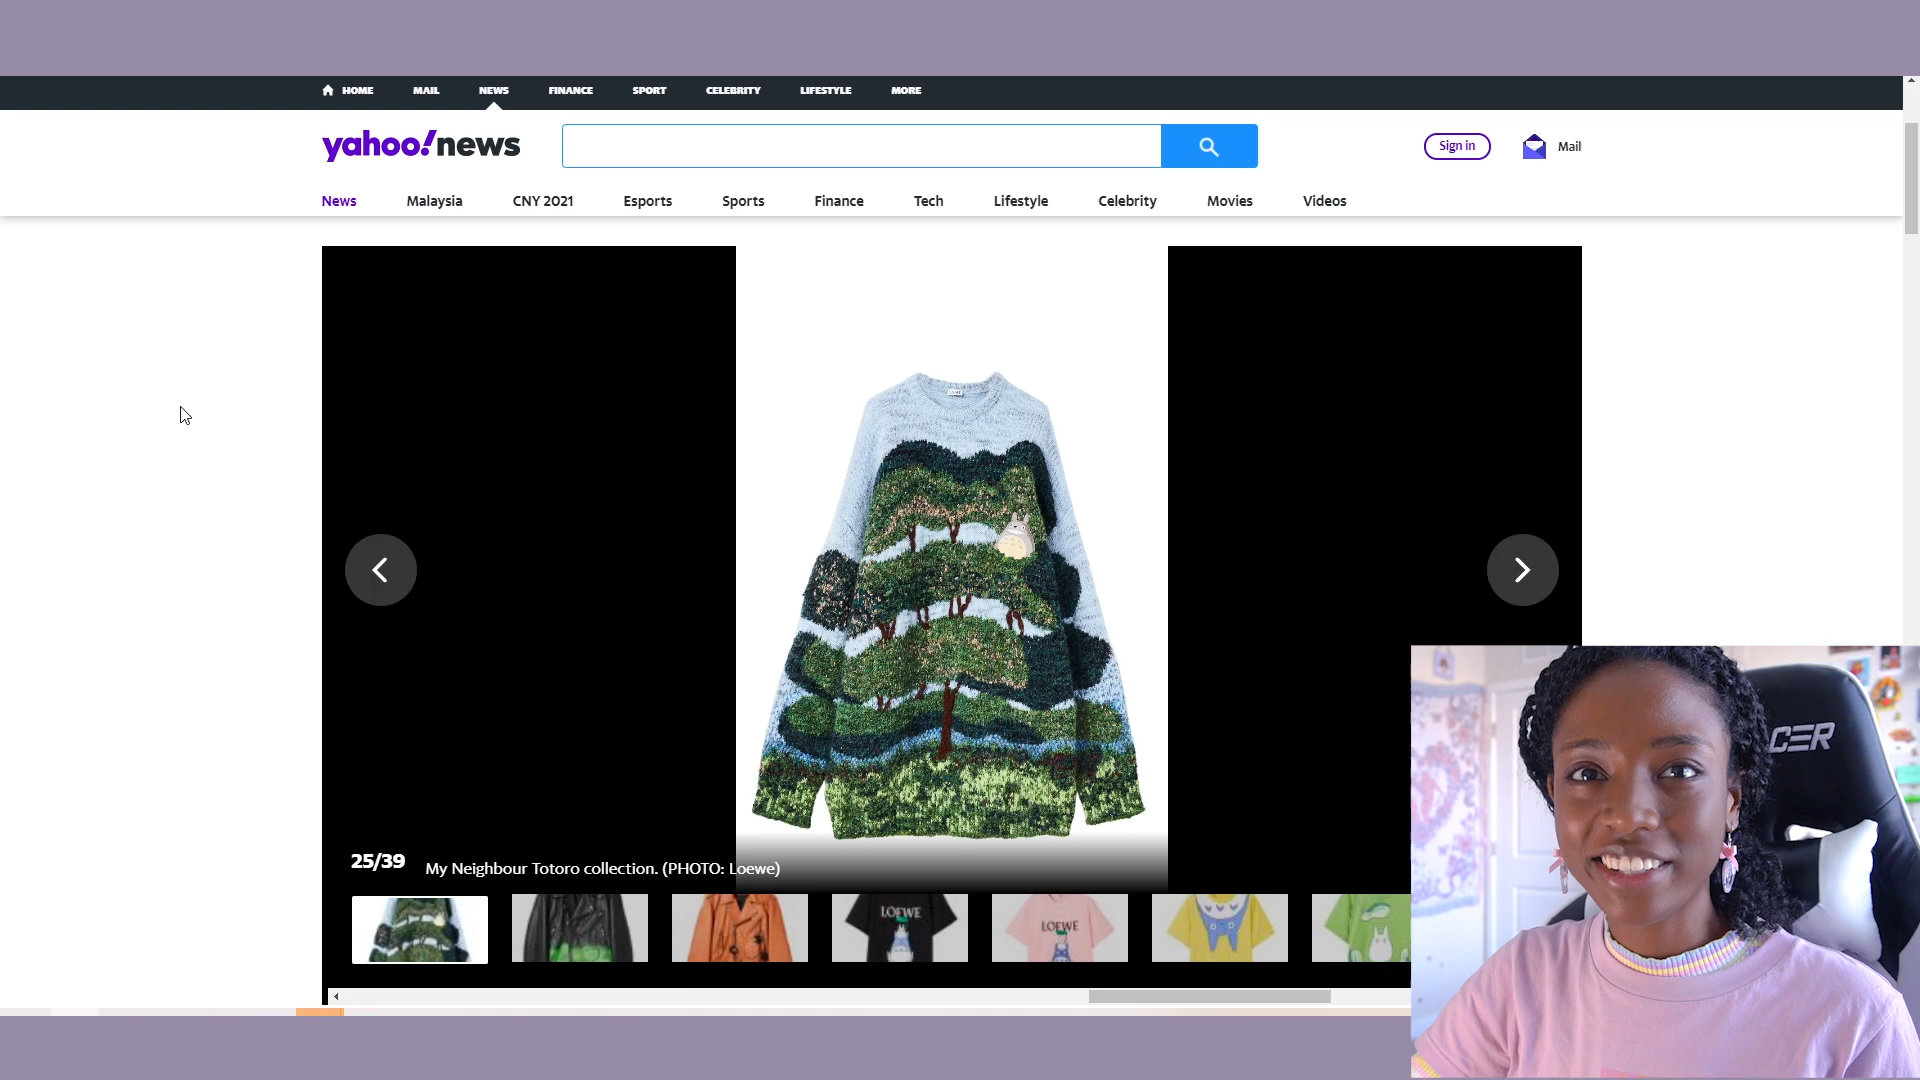 HOME MAIL NEWS FINANCE SPORT CELEBRITY LIFESTYLE MORE
yahoo!news
Sign in
Mail
News Malaysia CNY 2021 Esports Sports Finance Tech Lifestyle Celebrity Movies Videos
25/39 My Neighbour Totoro collection. (PHOTO: Loewe)
LOEWE
LOEWE
CER